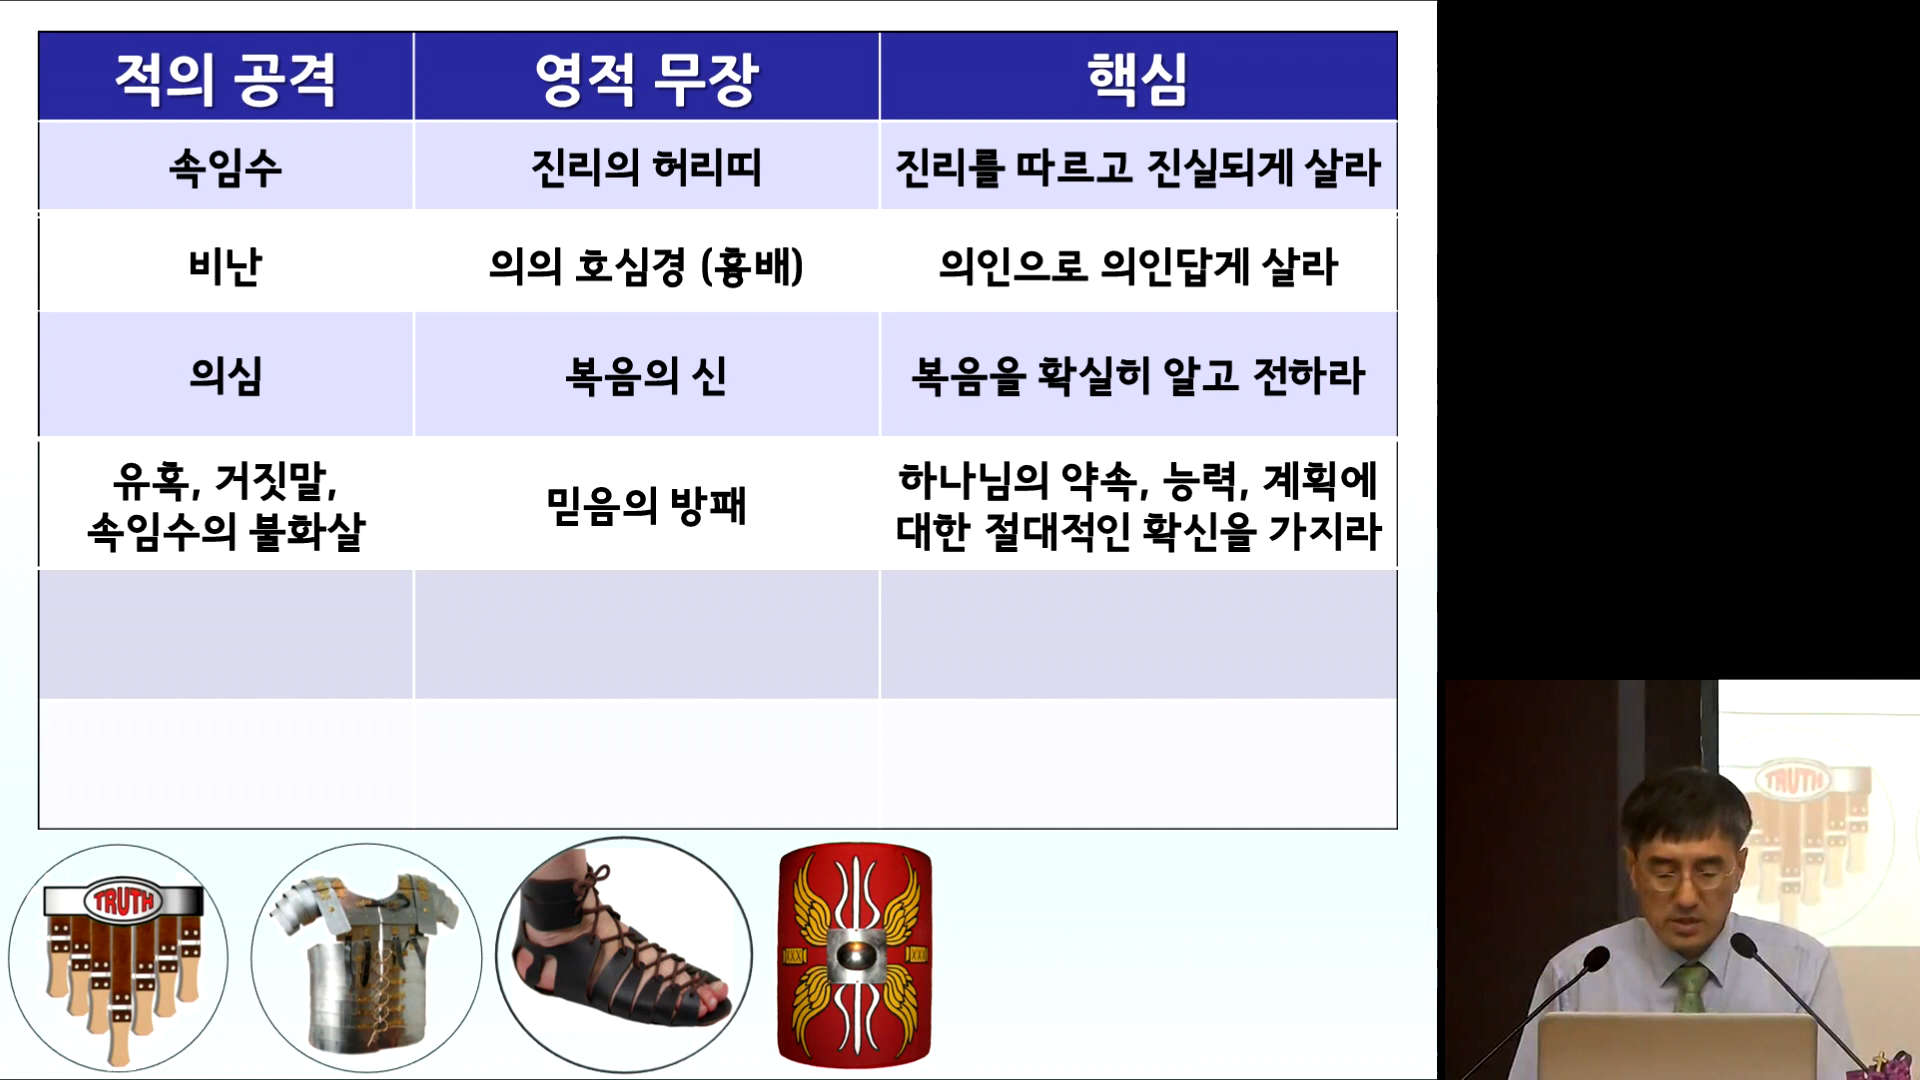 적의 공격
영적 무장
핵심
속임수
진리의 허리띠
진리를 따르고 진실되게 살라
비난
의의 호심경 (흉배)
의인으로 의인답게 살라
의심
복음의 신
복음을 확실히 알고 전하라
유혹, 거짓말,
속임수의 불화살
믿음의 방패
하나님의 약속, 능력, 계획에
대한 절대적인 확신을 가지라
TRUTH
TRUTH